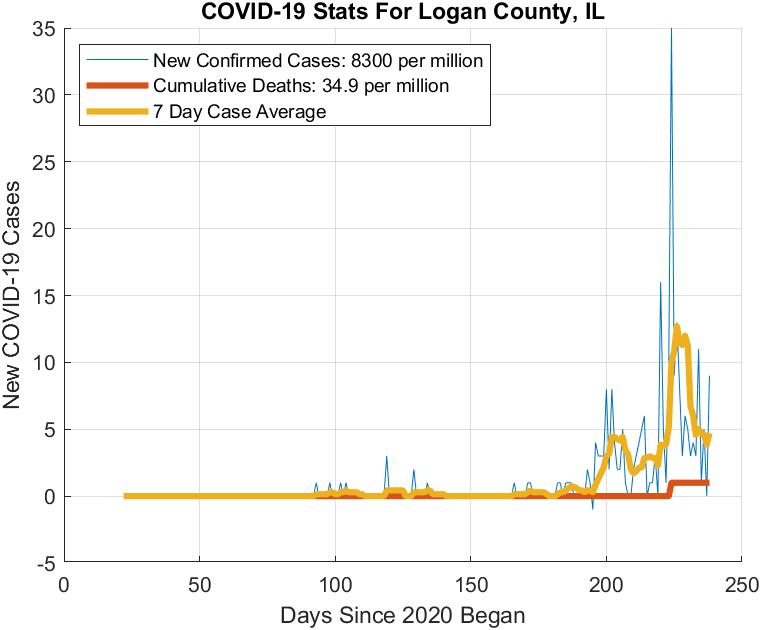 COVID-19 Stats For Logan County, IL
New Confirmed Cases: 8300 per million
Cumulative Deaths: 34.9 per million
7 Day Case Average
New COVID-19 Cases
35
30
25
20
15
10
5
0
-5
0 50 100 150 200 250
Days Since 2020 Began